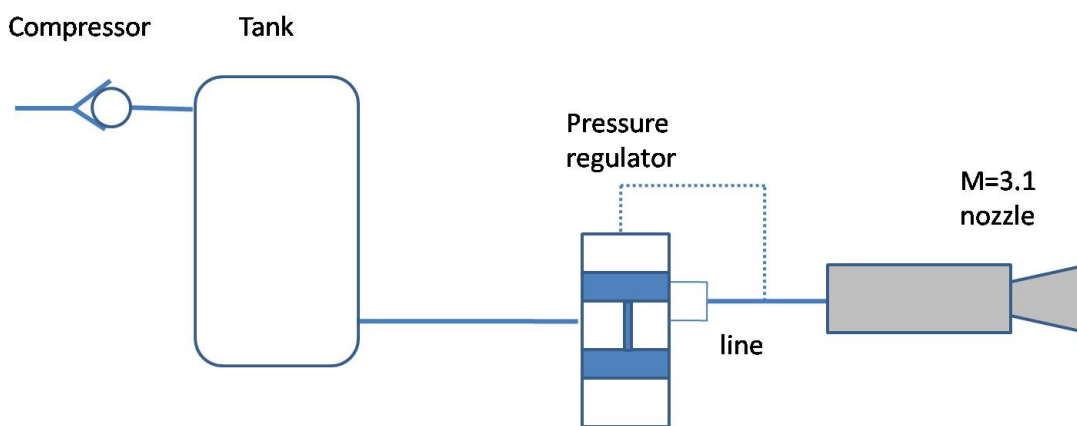 Compressor
Tank
Pressure
regulator
M=3.1
nozzle
line